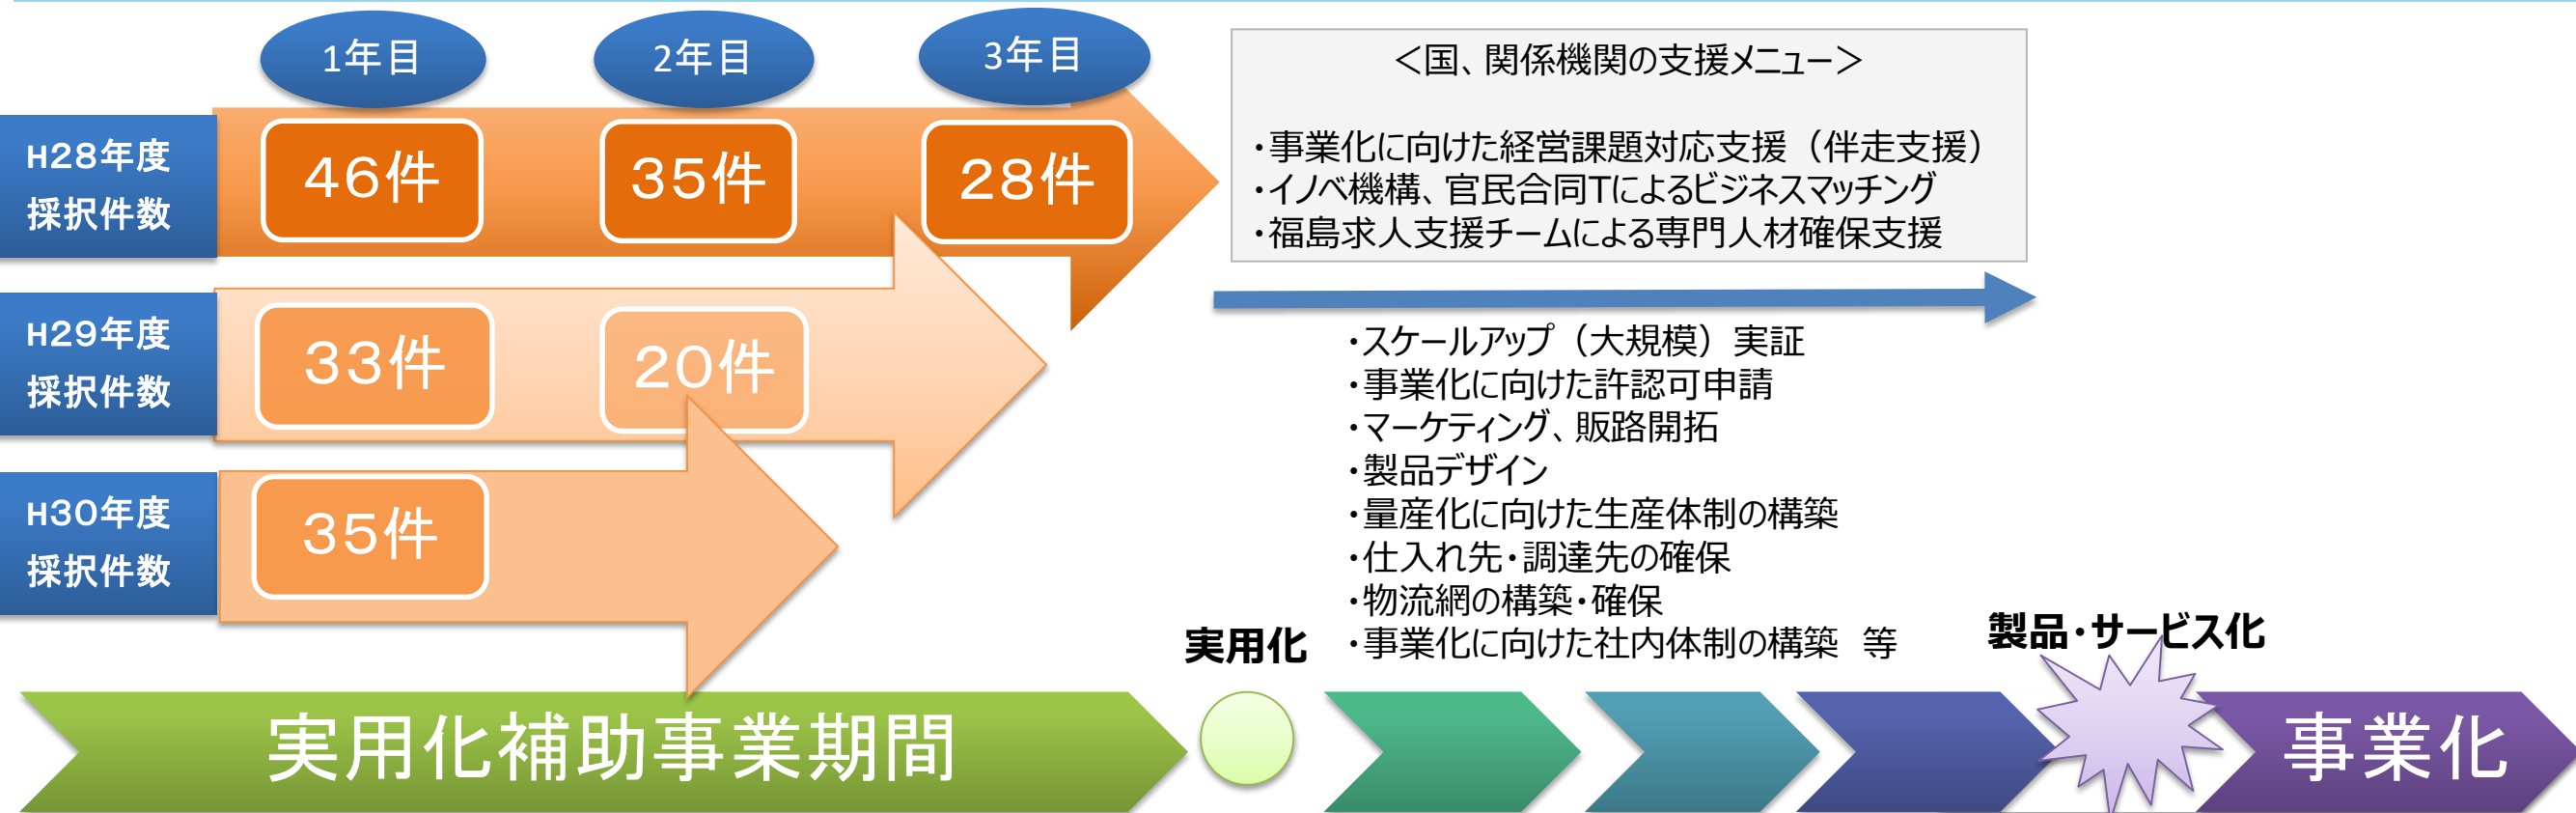 1年目
2年目
3年目
H28年度
採択件数
46件
35件
28件
H29年度
採択件数
33件
20件
H30年度
採択件数
35件
＜国、関係機関の支援メニュー＞
・事業化に向けた経営課題対応支援（伴走支援）
・イノベ機構、官民合同Tによるビジネスマッチング
・福島求人支援チームによる専門人材確保支援
・スケールアップ（大規模）実証
・事業化に向けた許認可申請
・マーケティング、販路開拓
・製品デザイン
・量産化に向けた生産体制の構築
・仕入れ先・調達先の確保
・物流網の構築・確保
・事業化に向けた社内体制の構築　等
実用化
製品・サービス化
実用化補助事業期間
事業化